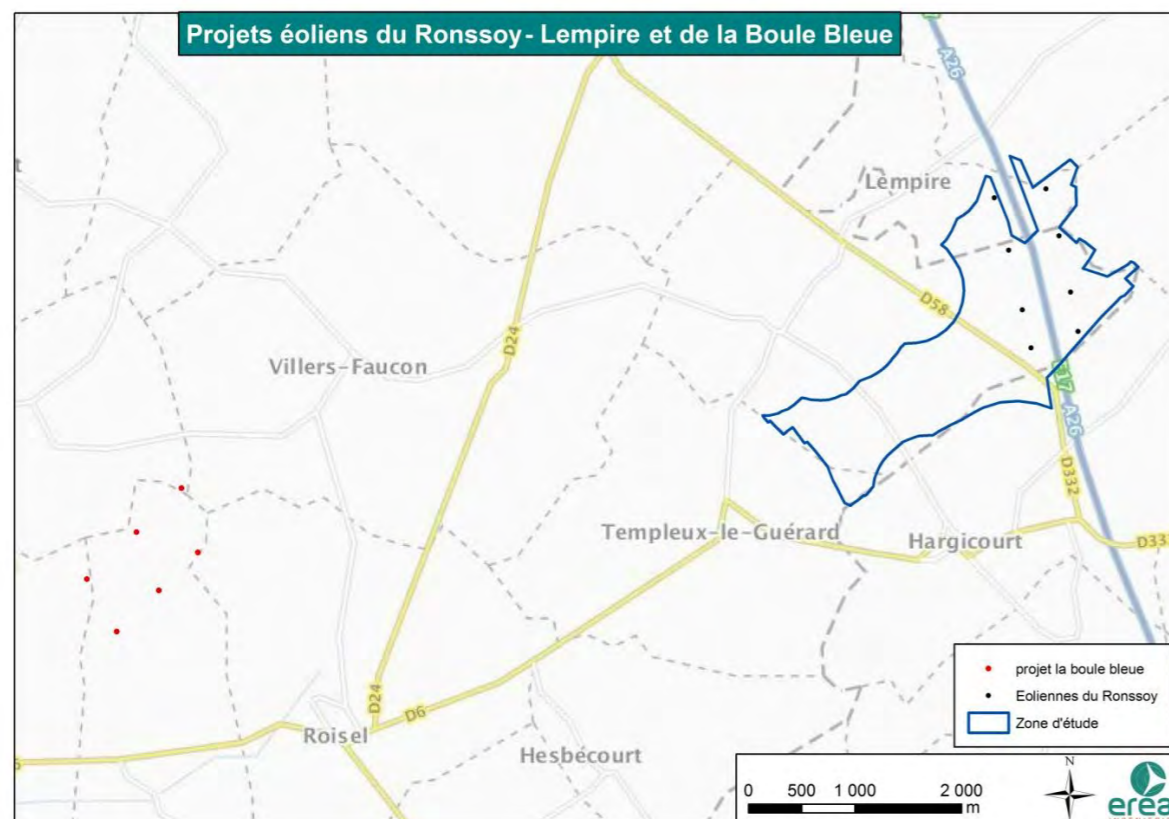 Projets éoliens du Ronssoy - Lempire et de la Boule Bleue
A26
Lempire
D58
D24
Villers-Faucon
E17
A26
D332
Templeux-le-Guérard
Hargicourt
D33
D24
D6
Roisel
Hesbécourt
projet la boule bleue
Eoliennes du Ronssoy
Zone d'étude
N
0 500 1 000 2 000
m
eréa